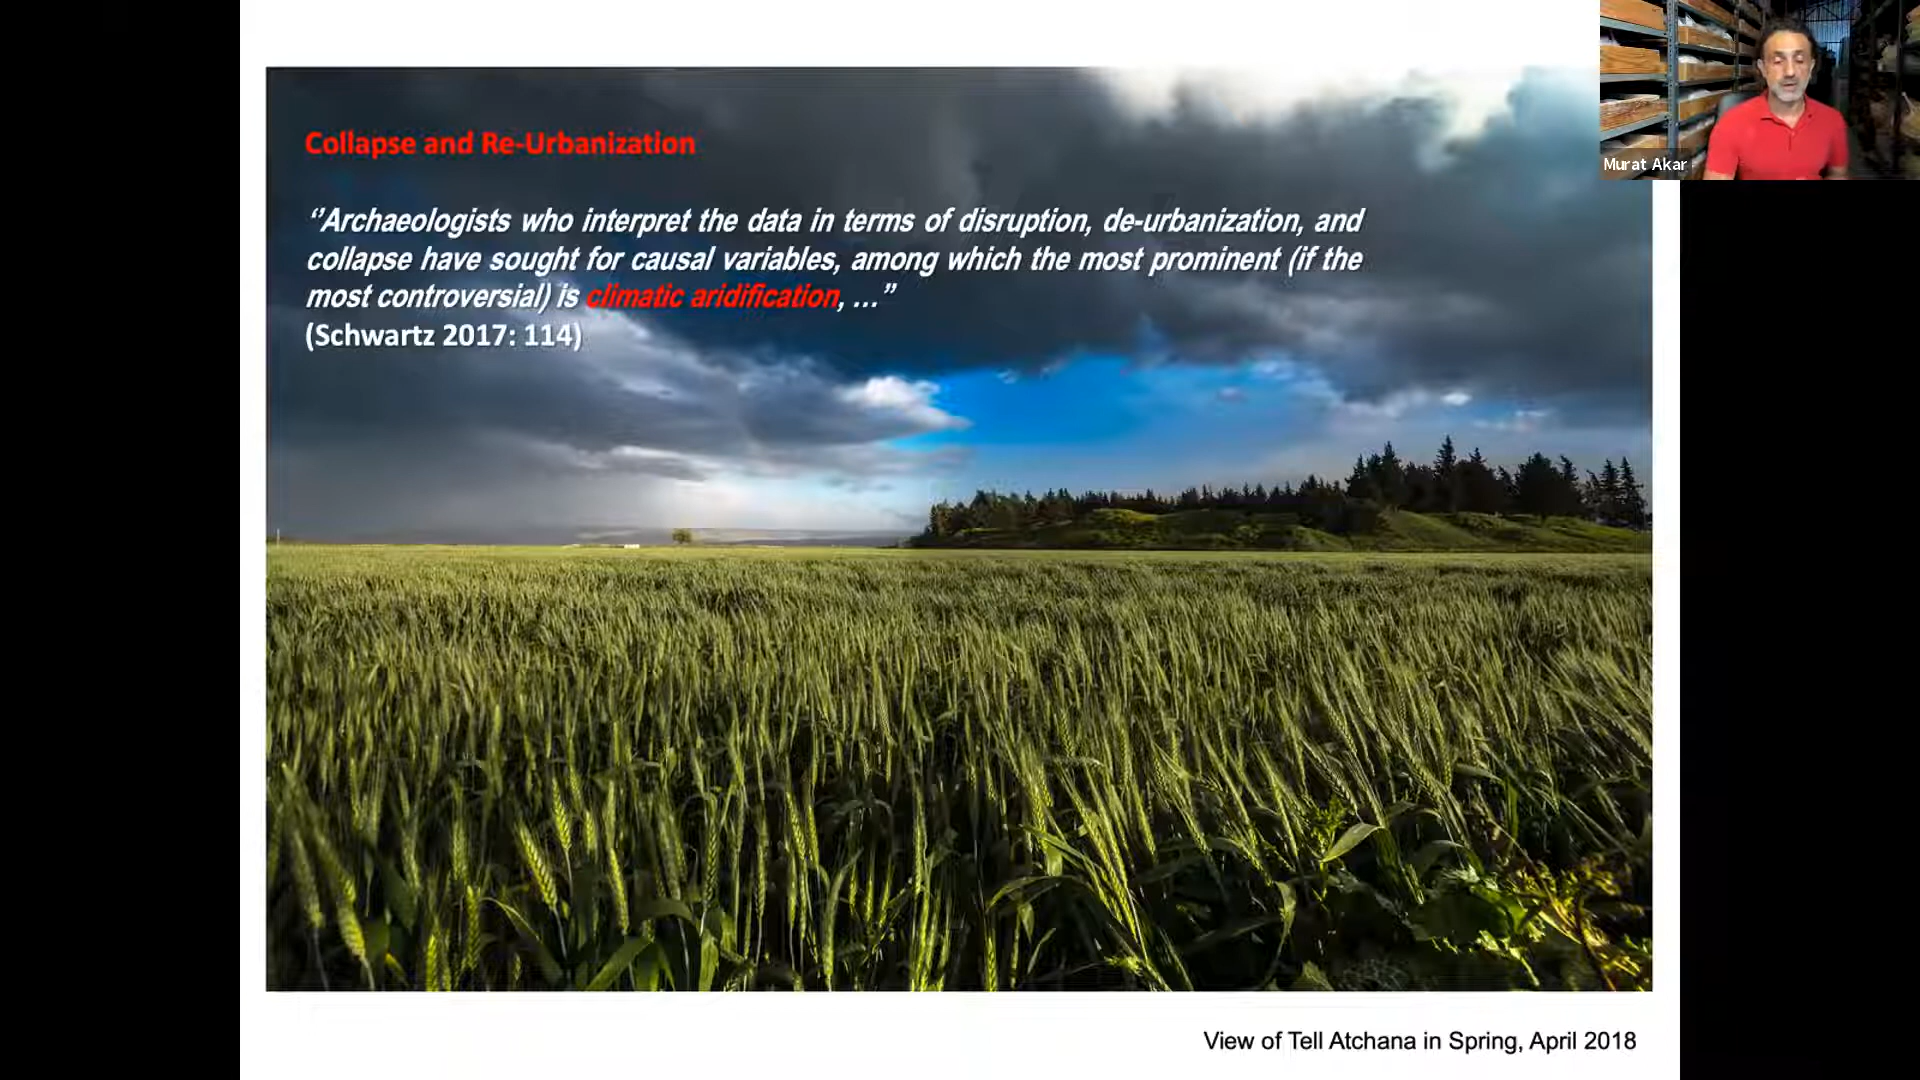 Collapse and Re-Urbanization
“Archaeologists who interpret the data in terms of disruption, de-urbanization, and
collapse have sought for causal variables, among which the most prominent (if the
most controversial) is climatic aridification, ...”
(Schwartz 2017: 114)
Murat Akar
View of Tell Atchana in Spring, April 2018